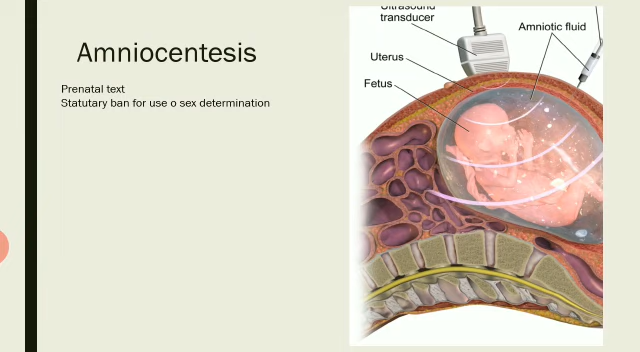 Amniocentesis
Prenatal text
Statutary ban for use o sex determination
Ultrasound
transducer
Amniotic fluid
Uterus
Fetus